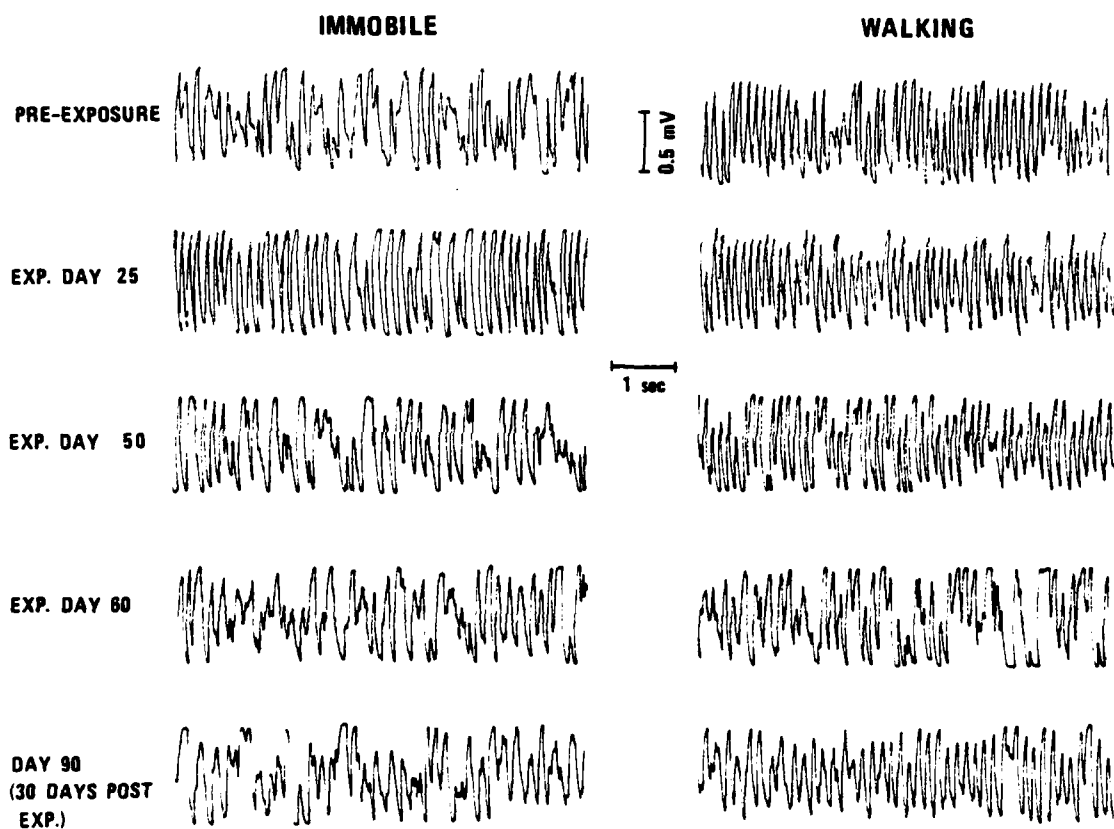 IMMOBILE
WALKING
PRE-EXPOSURE
0.5 mV
EXP. DAY 25
1 sec
EXP. DAY 50
EXP. DAY 60
DAY 90
(30 DAYS POST
EXP.)